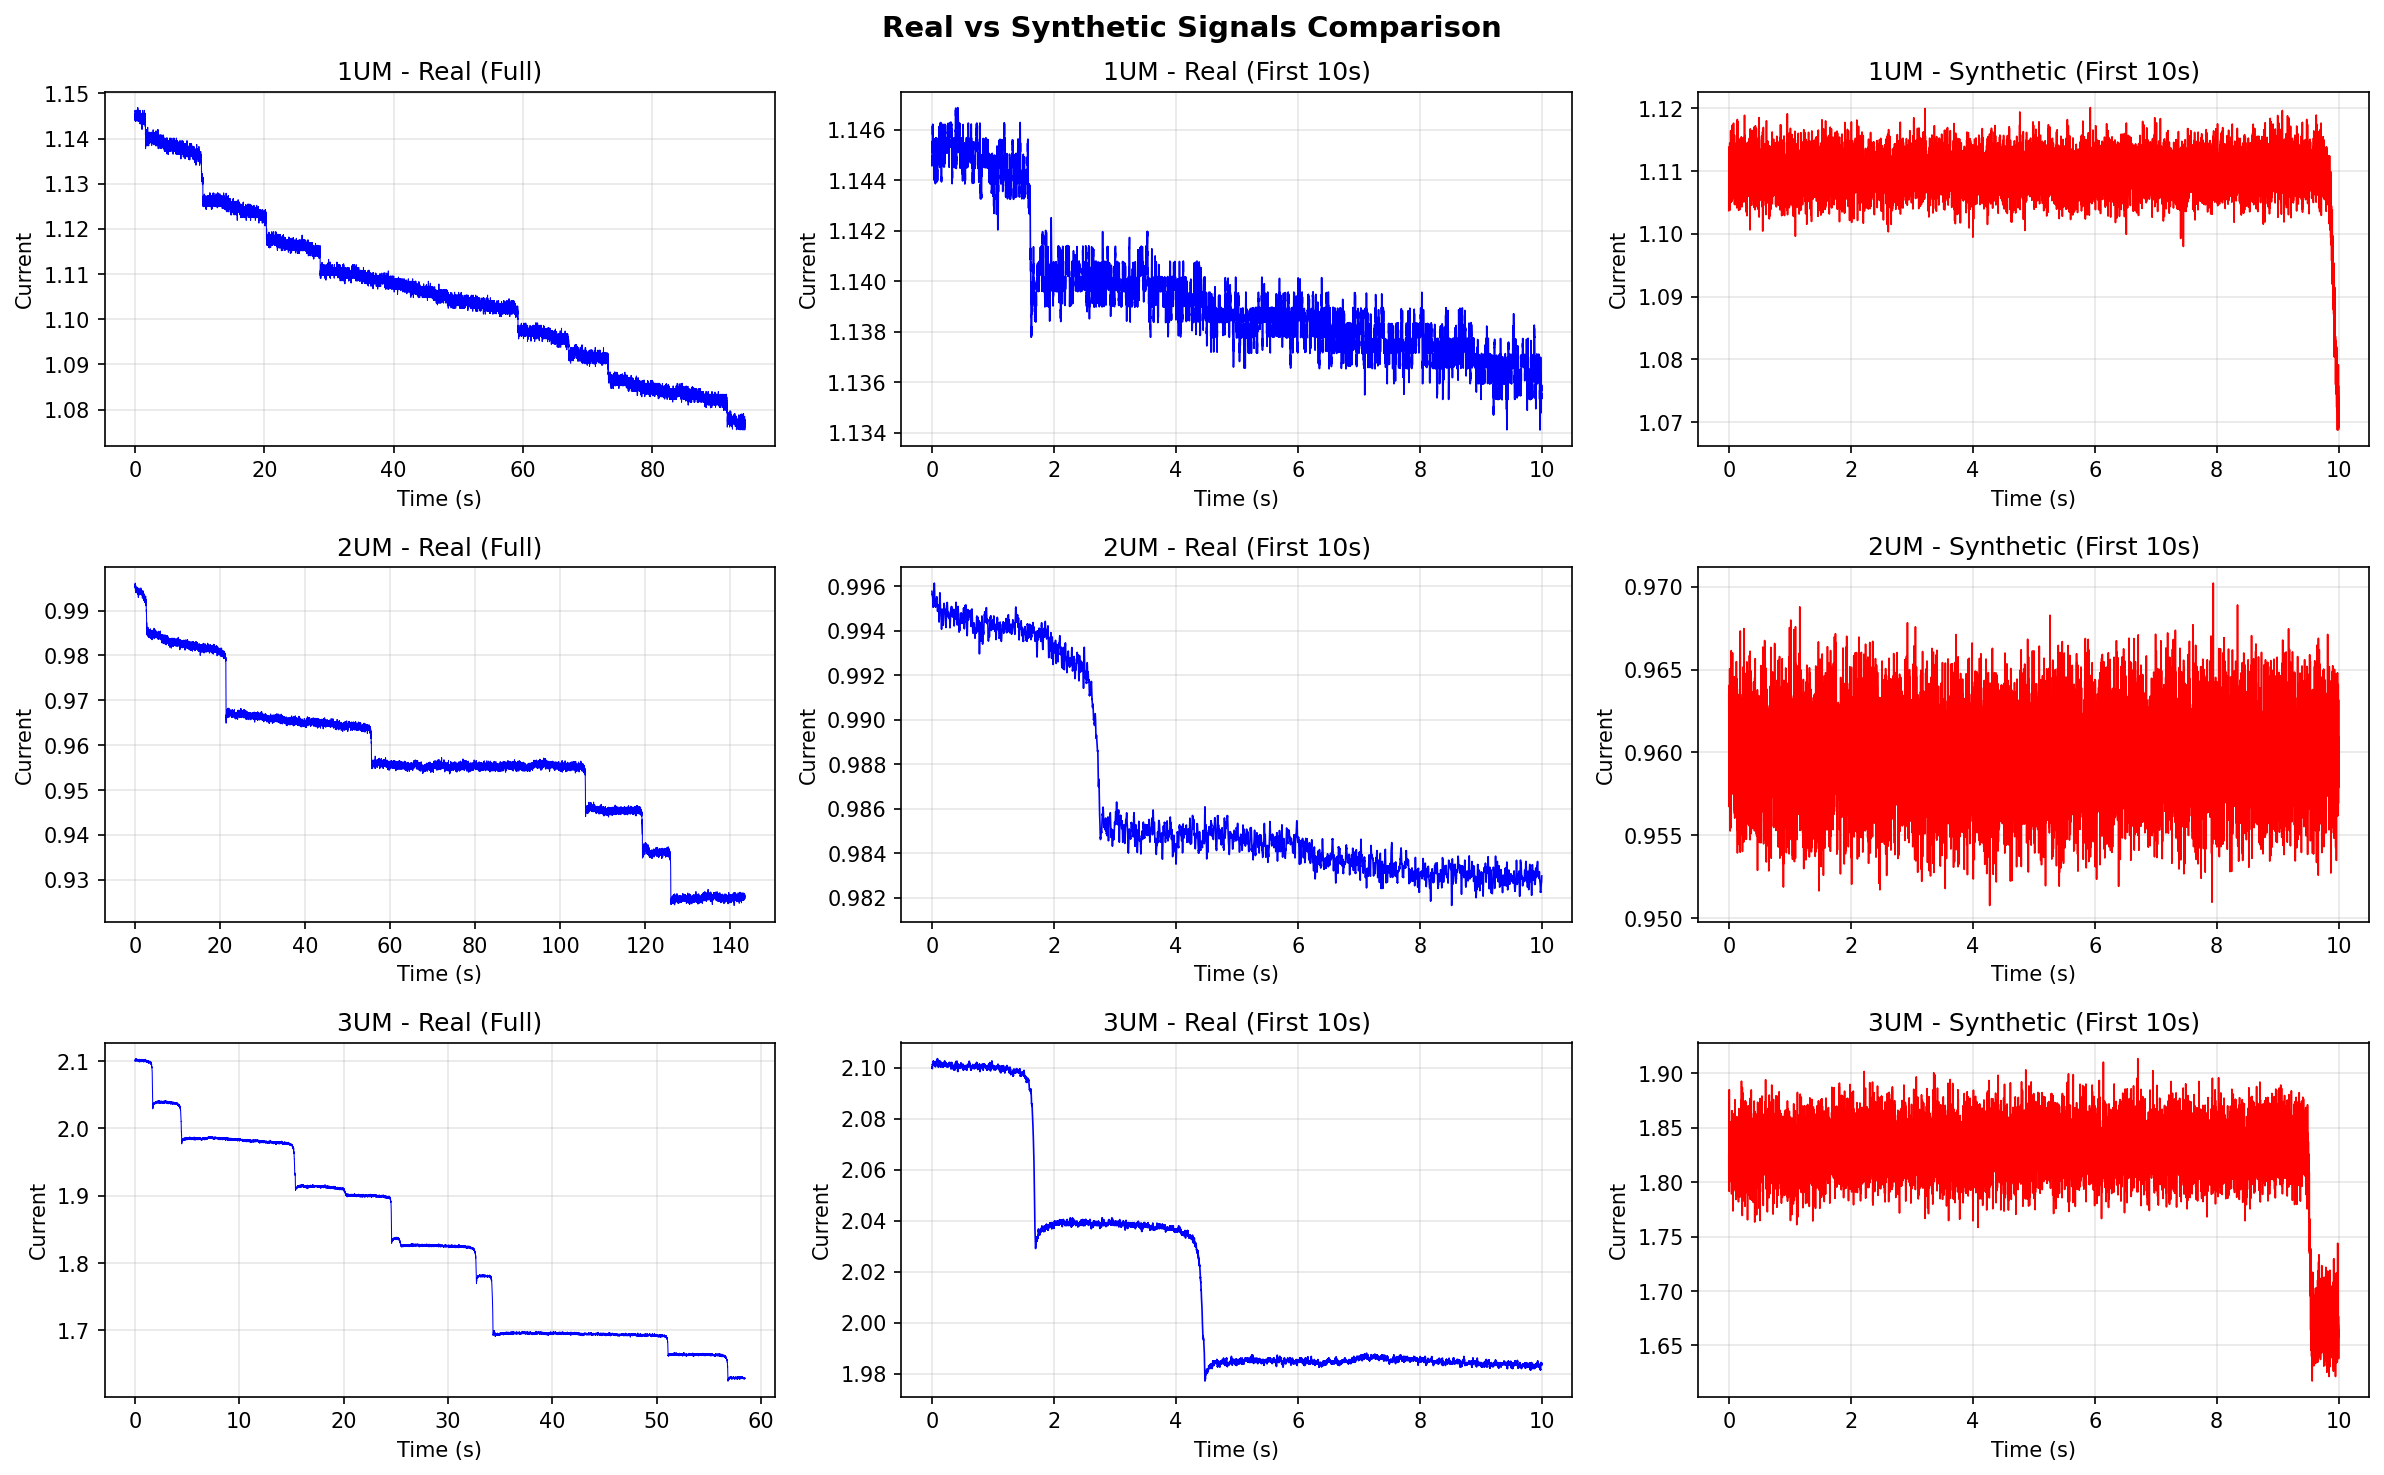 Real vs Synthetic Signals Comparison
1UM - Real (Full)
1.15
1.14
1.13
1.12
1.11
1.10
1.09
1.08
Current
0 20 40 60 80
Time (s)
1UM - Real (First 10s)
1.146
1.144
1.142
1.140
1.138
1.136
1.134
Current
0 2 4 6 8 10
Time (s)
1UM - Synthetic (First 10s)
1.12
1.11
1.10
1.09
1.08
1.07
Current
0 2 4 6 8 10
Time (s)
2UM - Real (Full)
0.99
0.98
0.97
0.96
0.95
0.94
0.93
Current
0 20 40 60 80 100 120 140
Time (s)
2UM - Real (First 10s)
0.996
0.994
0.992
0.990
0.988
0.986
0.984
0.982
Current
0 2 4 6 8 10
Time (s)
2UM - Synthetic (First 10s)
0.970
0.965
0.960
0.955
0.950
Current
0 2 4 6 8 10
Time (s)
3UM - Real (Full)
2.1
2.0
1.9
1.8
1.7
Current
0 10 20 30 40 50 60
Time (s)
3UM - Real (First 10s)
2.10
2.08
2.06
2.04
2.02
2.00
1.98
Current
0 2 4 6 8 10
Time (s)
3UM - Synthetic (First 10s)
1.90
1.85
1.80
1.75
1.70
1.65
Current
0 2 4 6 8 10
Time (s)